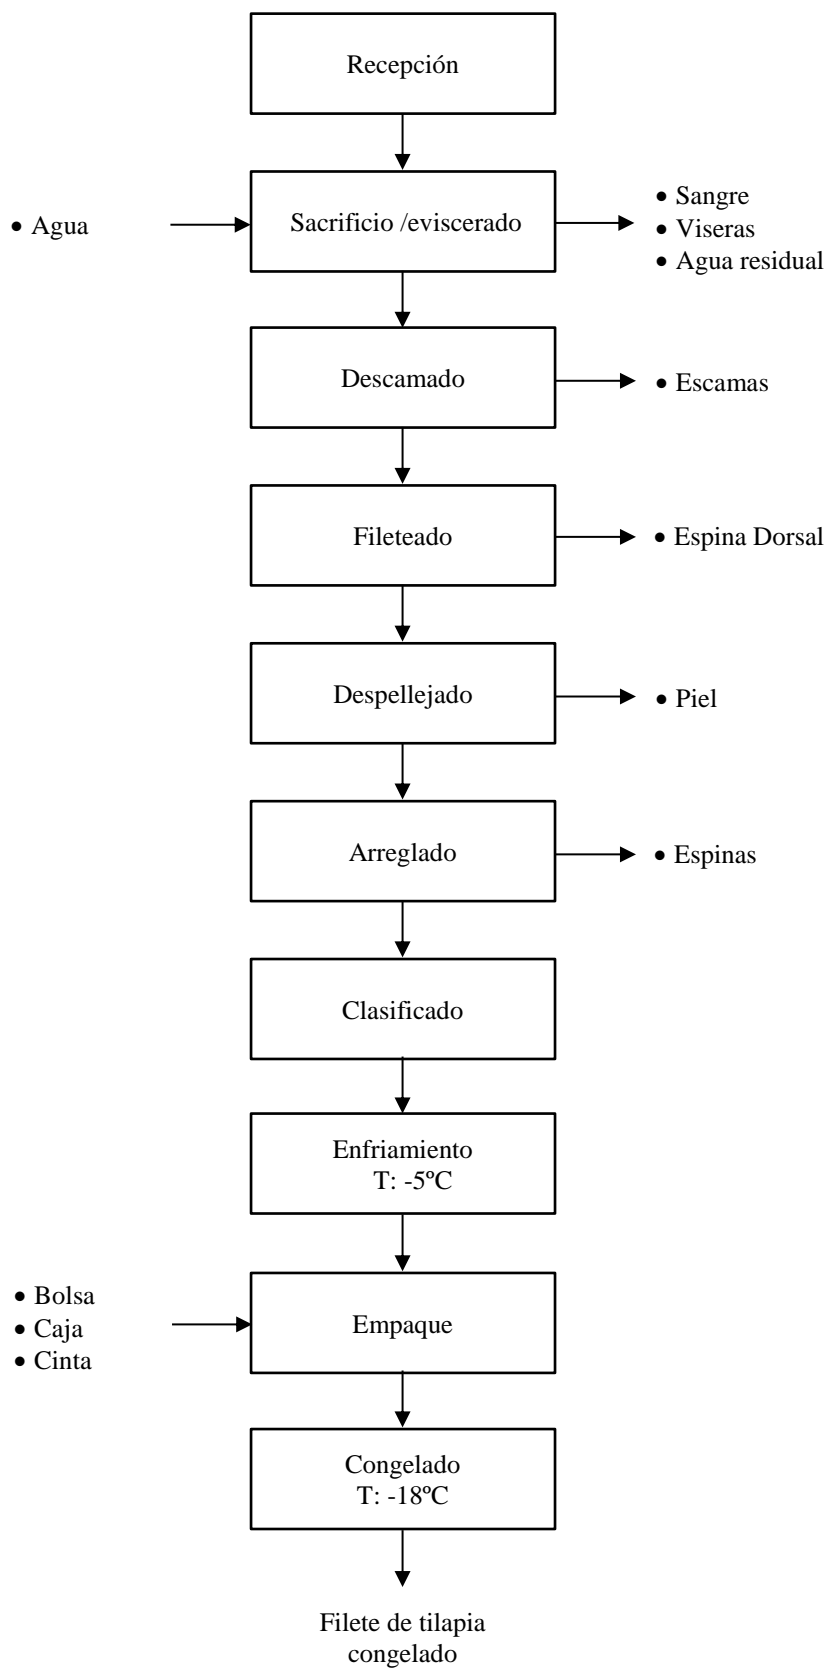 Recepción
• Agua
Sacrificio /eviscerado
• Sangre
• Viseras
• Agua residual
Descamado
• Escamas
Fileteado
• Espina Dorsal
Despellejado
• Piel
Arreglado
• Espinas
Clasificado
Enfriamiento
T: -5ºC
• Bolsa
• Caja
• Cinta
Empaque
Congelado
T: -18ºC
Filete de tilapia
congelado